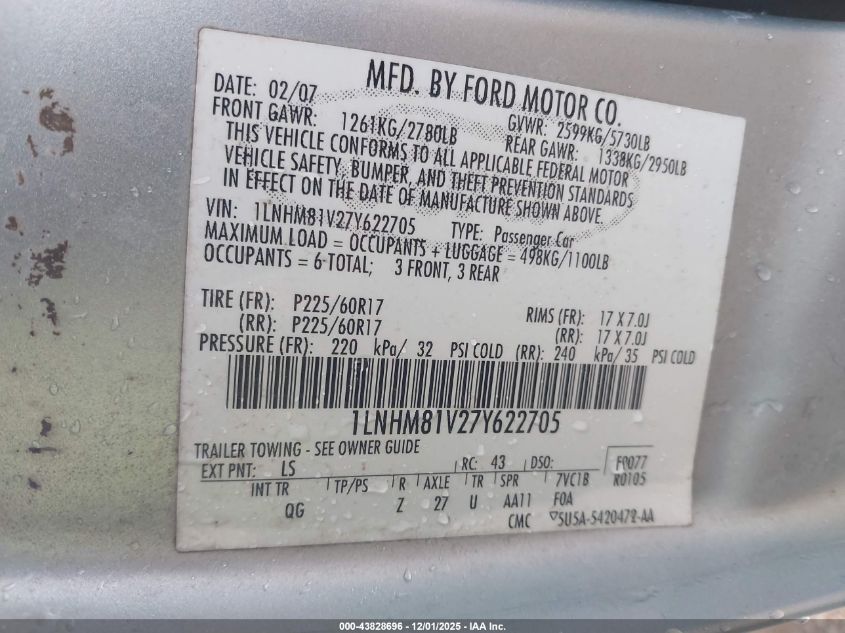 MFD. BY FORD MOTOR CO.
DATE: 02/07 GVWR: 2599KG/5730LB
FRONT GAWR: 1261KG/2780LB REAR GAWR: 1338KG/2950LB
THIS VEHICLE CONFORMS TO ALL APPLICABLE FEDERAL MOTOR
VEHICLE SAFETY, BUMPER, AND THEFT PREVENTION STANDARDS
IN EFFECT ON THE DATE OF MANUFACTURE SHOWN ABOVE.
VIN: 1LNHM81V27Y622705 TYPE: Passenger Car
MAXIMUM LOAD = OCCUPANTS + LUGGAGE = 498KG/1100LB
OCCUPANTS = 6-TOTAL; 3 FRONT, 3 REAR
TIRE (FR): P225/60R17 RIMS (FR): 17 X 7.0J
(RR): P225/60R17 (RR): 17 X 7.0J
PRESSURE (FR): 220 kPa/ 32 PSI COLD (RR): 240 kPa/ 35 PSI COLD
1LNHM81V27Y622705
TRAILER TOWING - SEE OWNER GUIDE
EXT PNT: LS RC: 43 DSO: F0077
INT TR TP/PS R AXLE TR SPR 7VC1B R0105
QG Z 27 U AA11 FOA
CMC 5U5A-5420472-AA
000-43828696 - 12/01/2025 - IAA Inc.